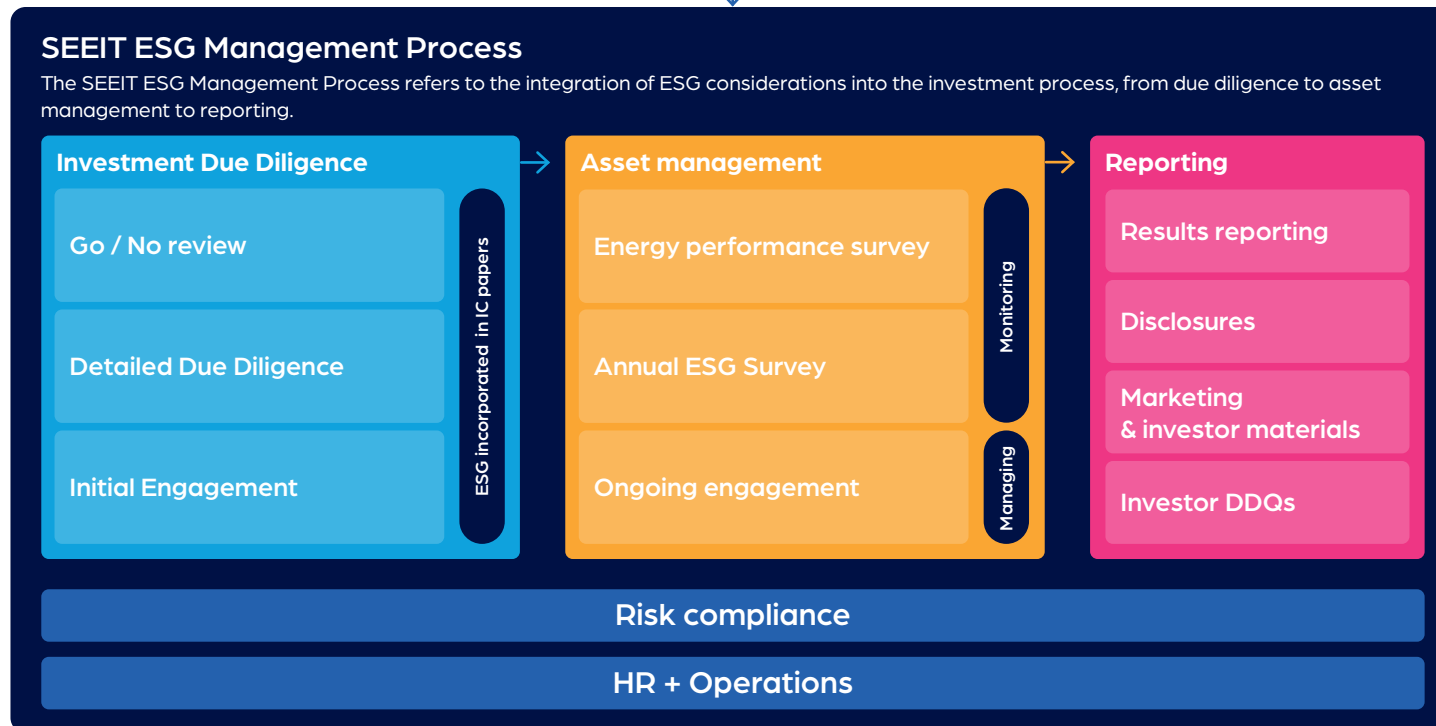 SEEIT ESG Management Process
The SEEIT ESG Management Process refers to the integration of ESG considerations into the investment process, from due diligence to asset
management to reporting.
Investment Due Diligence
Go / No review
Detailed Due Diligence
Initial Engagement
ESG incorporated in IC papers
Asset management
Energy performance survey
Annual ESG Survey
Ongoing engagement
Monitoring
Managing
Reporting
Results reporting
Disclosures
Marketing
& investor materials
Investor DDQs
Risk compliance
HR + Operations